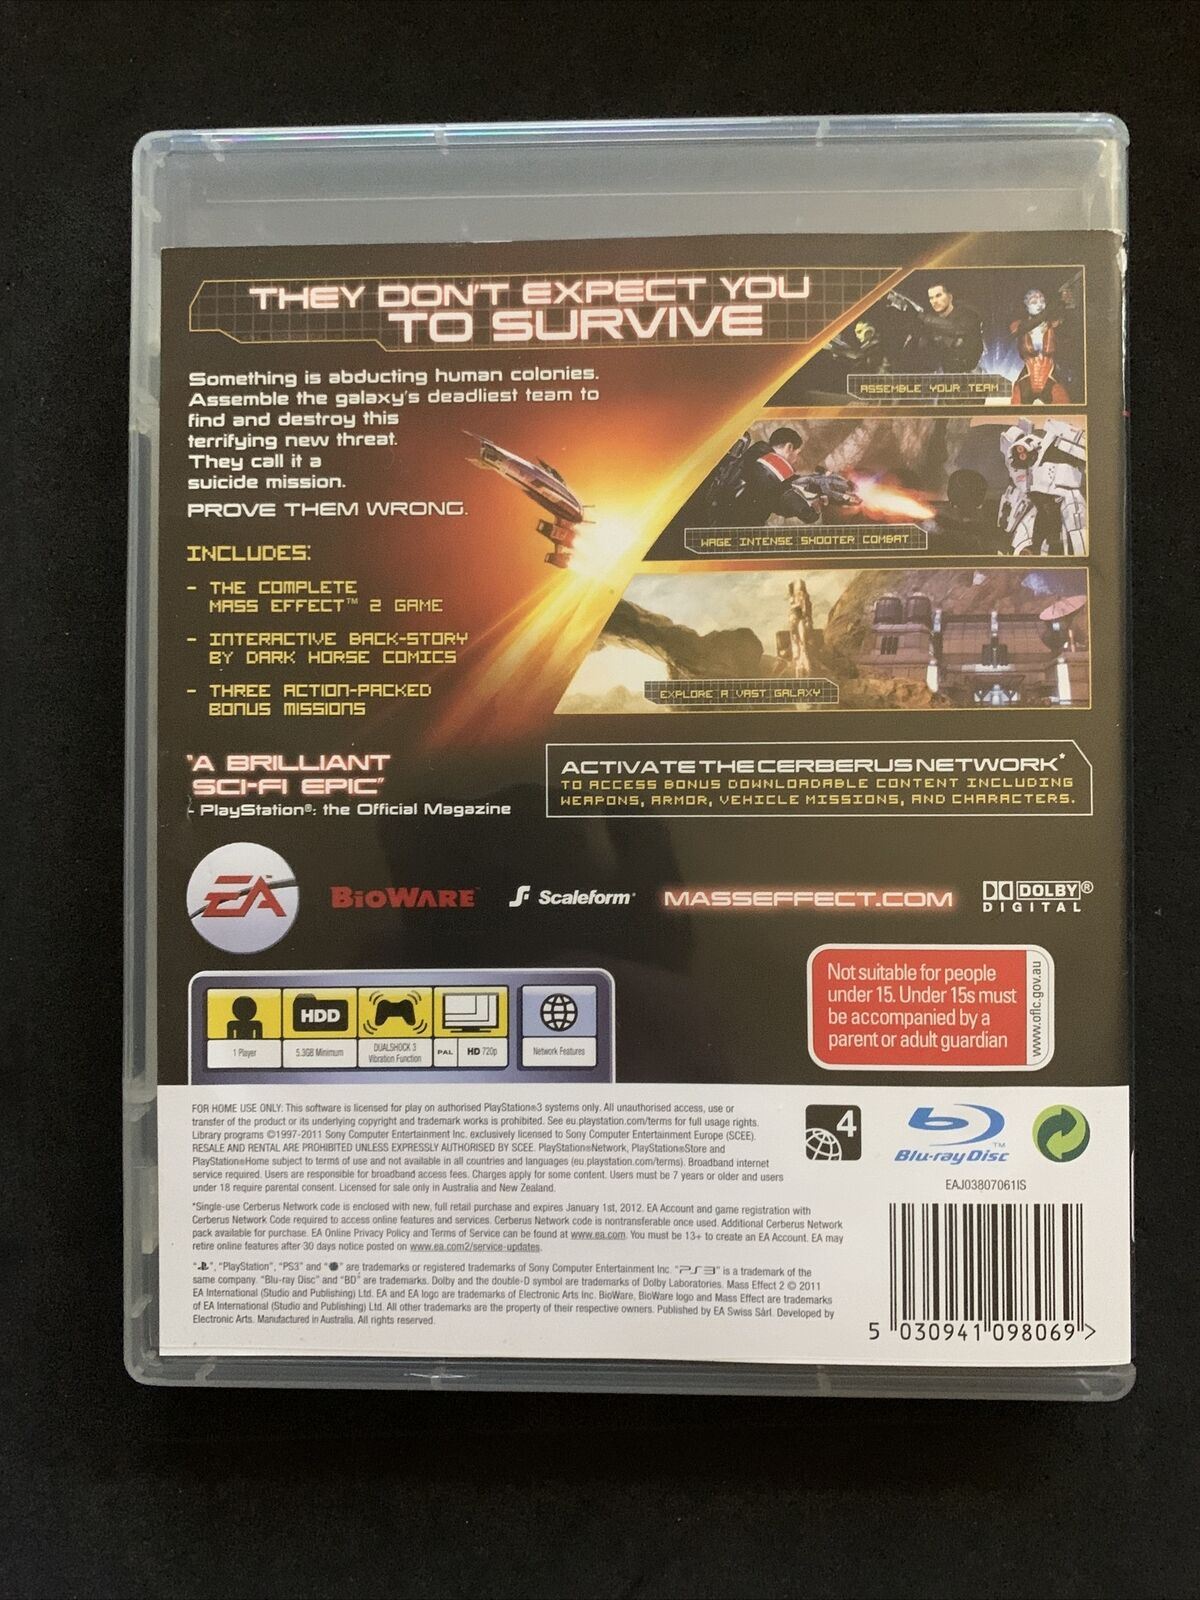 THEY DON'T EXPECT YOU
TO SURVIVE
Something is abducting human colonies.
Assemble the galaxy's deadliest team to
find and destroy this
terrifying new threat.
They call it a
suicide mission.
PROVE THEM WRONG.
INCLUDES:
- THE COMPLETE
MASS EFFECT™ 2 GAME
- INTERACTIVE BACK-STORY
BY DARK HORSE COMICS
- THREE ACTION-PACKED
BONUS MISSIONS
ASSEMBLE YOUR TEAM
WAGE INTENSE SHOOTER COMBAT
EXPLORE A VAST GALAXY
"A BRILLIANT
SCI-FI EPIC"
- PlayStation®: the Official Magazine
ACTIVATE THE CERBERUS NETWORK*
TO ACCESS BONUS DOWNLOADABLE CONTENT INCLUDING
WEAPONS, ARMOR, VEHICLE MISSIONS, AND CHARACTERS.
EA
BIOWARE
Scaleform
MASSEFFECT.COM
DOLBY®
DIGITAL
Not suitable for people
under 15. Under 15s must
be accompanied by a
parent or adult guardian
www.oflc.gov.au
HDD
1 Player
5.3GB Minimum
DUALSHOCK 3
Vibration Function
PAL
HD 720p
Network Features
FOR HOME USE ONLY: This software is licensed for play on authorised PlayStation®3 systems only. All unauthorised access, use or
transfer of the product or its underlying copyright and trademark works is prohibited. See eu.playstation.com/terms for full usage rights.
Library programs ©1997-2011 Sony Computer Entertainment Inc. exclusively licensed to Sony Computer Entertainment Europe (SCEE).
RESALE AND RENTAL ARE PROHIBITED UNLESS EXPRESSLY AUTHORISED BY SCEE. PlayStation®Network, PlayStation®Store and
PlayStation®Home subject to terms of use and not available in all countries and languages (eu.playstation.com/terms). Broadband internet
service required. Users are responsible for broadband access fees. Charges apply for some content. Users must be 7 years or older and users
under 18 require parental consent. Licensed for sale only in Australia and New Zealand.
*Single-use Cerberus Network code is enclosed with new, full retail purchase and expires January 1st, 2012. EA Account and game registration with
Cerberus Network Code required to access online features and services. Cerberus Network code is nontransferable once used. Additional Cerberus Network
pack available for purchase. EA Online Privacy Policy and Terms of Service can be found at www.ea.com. You must be 13+ to create an EA Account. EA may
retire online features after 30 days notice posted on www.ea.com2/service-updates.
"", "PlayStation", "PS3" and "" are trademarks or registered trademarks of Sony Computer Entertainment Inc. "PS3" is a trademark of the
same company. "Blu-ray Disc" and "BD" are trademarks. Dolby and the double-D symbol are trademarks of Dolby Laboratories. Mass Effect 2 © 2011
EA International (Studio and Publishing) Ltd. EA and EA logo are trademarks of Electronic Arts Inc. BioWare, BioWare logo and Mass Effect are trademarks
of EA International (Studio and Publishing) Ltd. All other trademarks are the property of their respective owners. Published by EA Swiss Sàrl. Developed by
Electronic Arts. Manufactured in Australia. All rights reserved.
4
Blu-ray Disc™
EAJ03807061IS
5 030941 098069 >